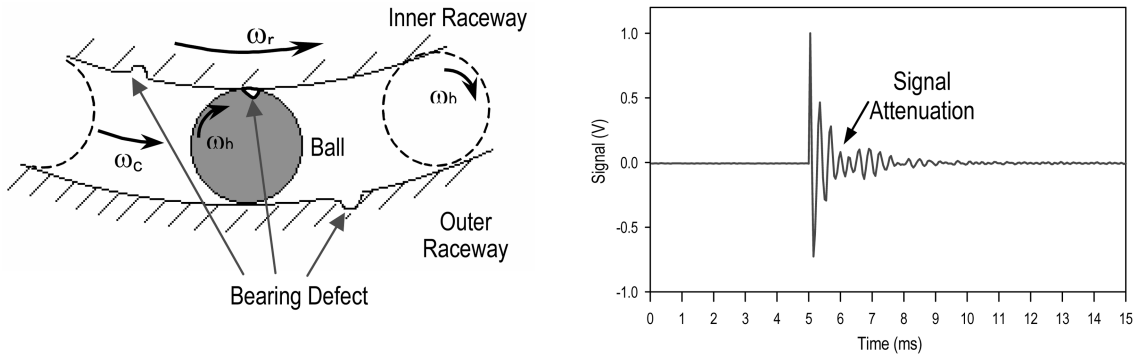 Inner Raceway
ωr
ωb
ωb
ωc
Ball
Outer
Raceway
Bearing Defect
Signal
Attenuation
Signal (V)
1.0
0.5
0.0
-0.5
-1.0
0 1 2 3 4 5 6 7 8 9 10 11 12 13 14 15
Time (ms)